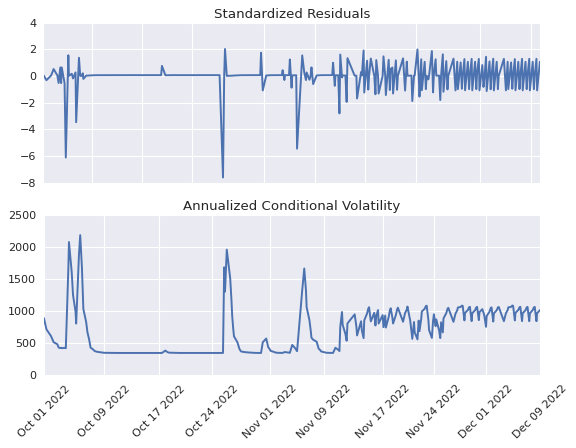 Standardized Residuals
4
2
0
−2
−4
−6
−8
Annualized Conditional Volatility
2500
2000
1500
1000
500
0
Oct 01 2022
Oct 09 2022
Oct 17 2022
Oct 24 2022
Nov 01 2022
Nov 09 2022
Nov 17 2022
Nov 24 2022
Dec 01 2022
Dec 09 2022